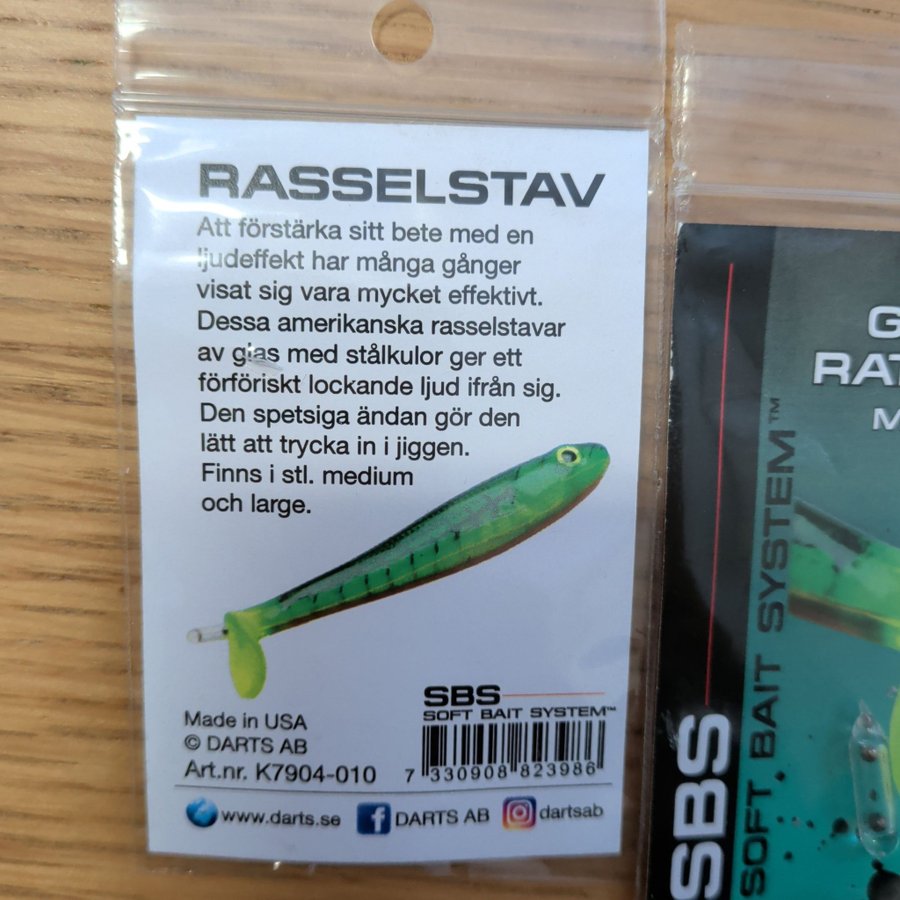 RASSELSTAV
Att förstärka sitt bete med en
ljudeffekt har många gånger
visat sig vara mycket effektivt.
Dessa amerikanska rasselstavar
av glas med stålkulor ger ett
förföriskt lockande ljud ifrån sig.
Den spetsiga ändan gör den
lätt att trycka in i jiggen.
Finns i stl. medium
och large.
SBS
SOFT BAIT SYSTEM™
Made in USA
© DARTS AB
Art.nr. K7904-010
7 330908 823986
www.darts.se DARTS AB dartsab
SBS
SOFT BAIT SYSTEM™